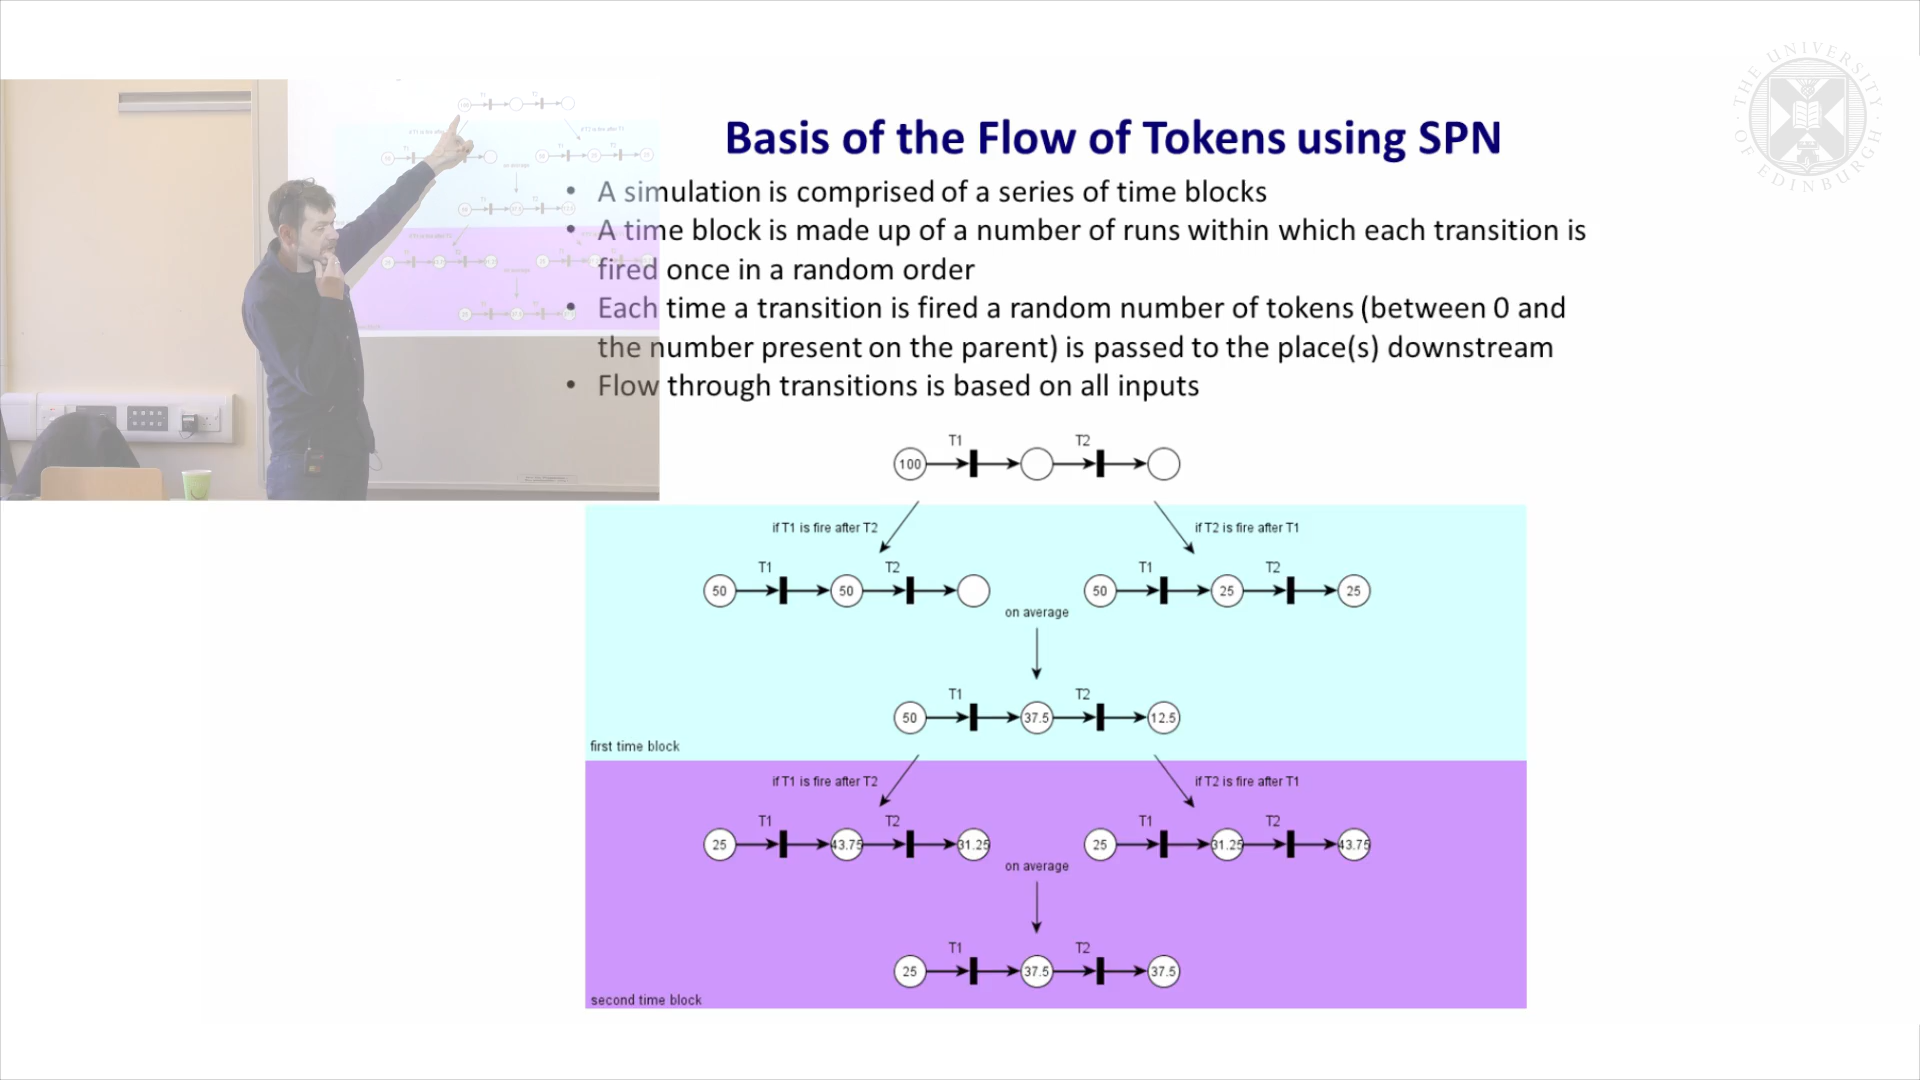 THE UNIVERSITY
OF EDINBURGH
Basis of the Flow of Tokens using SPN
• A simulation is comprised of a series of time blocks
• A time block is made up of a number of runs within which each transition is
fired once in a random order
• Each time a transition is fired a random number of tokens (between 0 and
the number present on the parent) is passed to the place(s) downstream
• Flow through transitions is based on all inputs
T1 T2
100
if T1 is fire after T2 if T2 is fire after T1
T1 T2 T1 T2
50 50 50 25 25
on average
T1 T2
50 37.5 12.5
first time block
if T1 is fire after T2 if T2 is fire after T1
T1 T2 T1 T2
25 43.75 31.25 25 31.25 43.75
on average
T1 T2
25 37.5 37.5
second time block